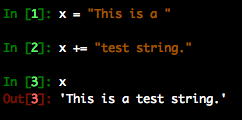 In [1]: x = "This is a "
In [2]: x += "test string."
In [3]: x
Out[3]: 'This is a test string.'